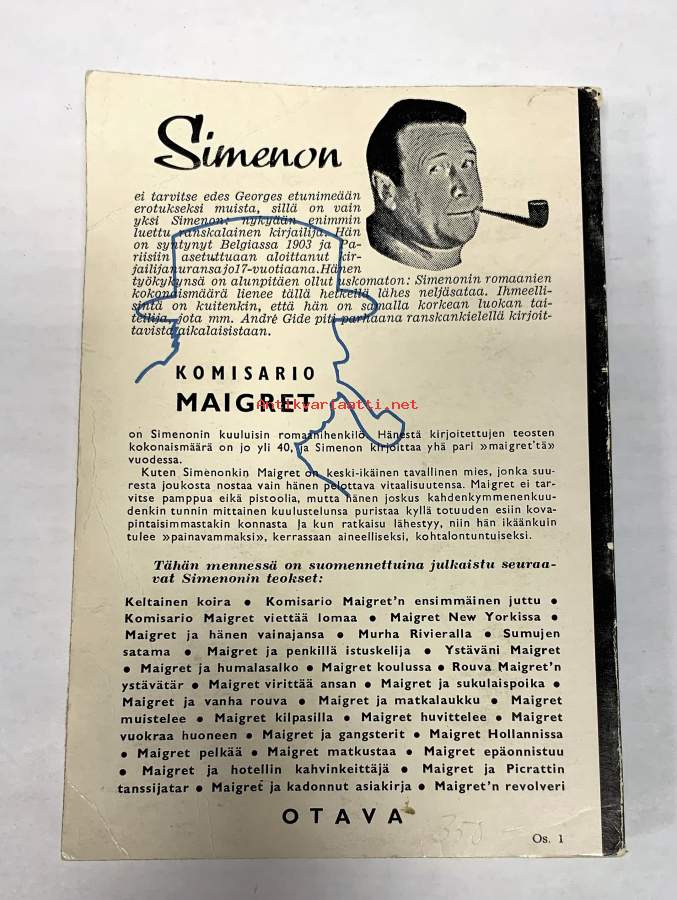 Simenon
ei tarvitse edes Georges etunimeään
erotukseksi muista, sillä on vain
yksi Simenon: nykyään enimmin
luettu ranskalainen kirjailija. Hän
on syntynyt Belgiassa 1903 ja Pa-
riisiin asetuttuaan aloittanut kir-
jailijanuransa jo 17-vuotiaana. Hänen
työkykynsä on alunpitäen ollut uskomaton: Simenonin romaanien
kokonaismäärä lienee tällä hetkellä lähes neljäsataa. Ihmeelli-
sintä on kuitenkin, että hän on samalla korkean luokan tai-
teilija, jota mm. André Gide piti parhaana ranskankielellä kirjoit-
tavista aikalaisistaan.
KOMISARIO
MAIGRET
Antikvariaatti.net
on Simenonin kuuluisin romaanihenkilö. Hänestä kirjoitettujen teosten
kokonaismäärä on jo yli 40, ja Simenon kirjoittaa yhä pari »maigret'tä»
vuodessa.
Kuten Simenonkin Maigret on keski-ikäinen tavallinen mies, jonka suu-
resta joukosta nostaa vain hänen pelottava vitaalisuutensa. Maigret ei tar-
vitse pamppua eikä pistoolia, mutta hänen joskus kahdenkymmenenkuu-
denkin tunnin mittainen kuulustelunsa puristaa kyllä totuuden esiin kova-
pintaisimmastakin konnasta Ja kun ratkaisu lähestyy, niin hän ikäänkuin
tulee »painavammaksi», kerrassaan aineelliseksi, kohtalontuntuiseksi.
Tähän mennessä on suomennettuina julkaistu seuraa-
vat Simenonin teokset:
Keltainen koira • Komisario Maigret'n ensimmäinen juttu •
Komisario Maigret viettää lomaa • Maigret New Yorkissa •
Maigret ja hänen vainajansa • Murha Rivieralla • Sumujen
satama • Maigret ja penkillä istuskelija • Ystäväni Maigret
• Maigret ja humalasalko • Maigret koulussa • Rouva Maigret'n
ystävätär • Maigret virittää ansan • Maigret ja sukulaispoika •
Maigret ja vanha rouva • Maigret ja matkalaukku • Maigret
muistelee • Maigret kilpasilla • Maigret huvittelee • Maigret
vuokraa huoneen • Maigret ja gangsterit • Maigret Hollannissa
• Maigret pelkää • Maigret matkustaa • Maigret epäonnistuu
• Maigret ja hotellin kahvinkeittäjä • Maigret ja Picrattin
tanssijatar • Maigret ja kadonnut asiakirja • Maigret'n revolveri
OTAVA
350
Os. 1